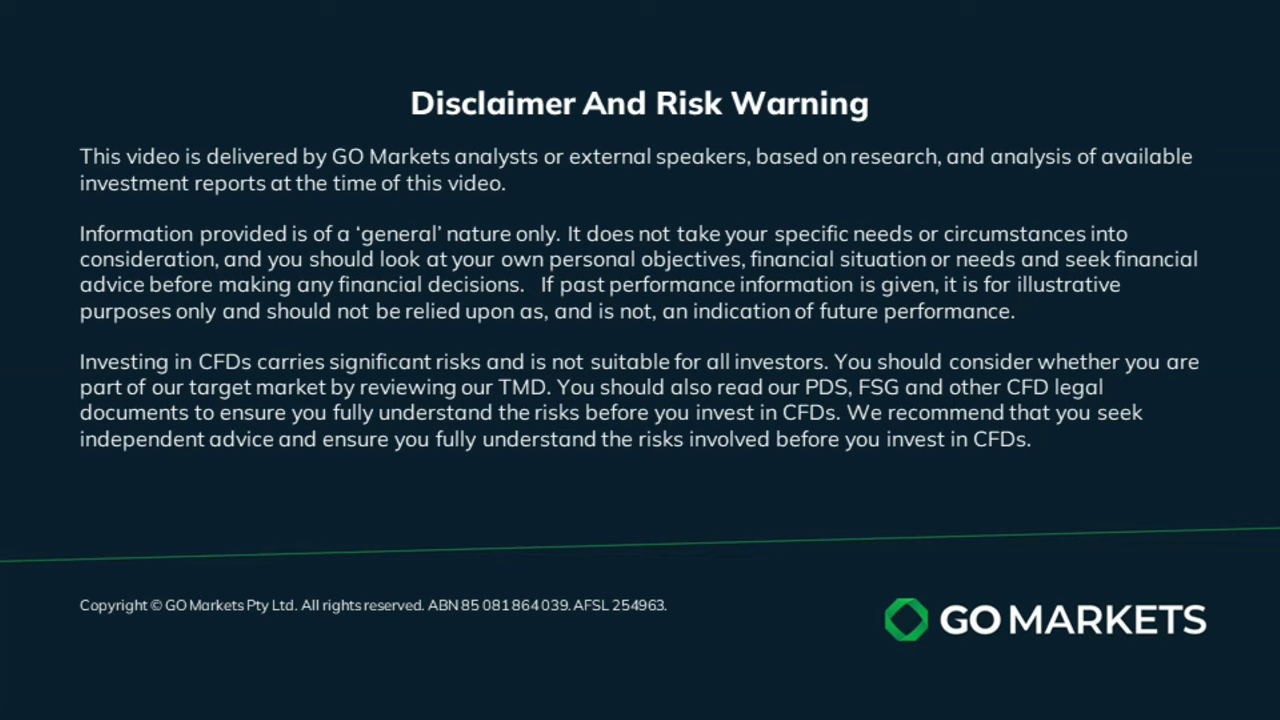 Disclaimer And Risk Warning
This video is delivered by GO Markets analysts or external speakers, based on research, and analysis of available
investment reports at the time of this video.
Information provided is of a ‘general’ nature only. It does not take your specific needs or circumstances into
consideration, and you should look at your own personal objectives, financial situation or needs and seek financial
advice before making any financial decisions.   If past performance information is given, it is for illustrative
purposes only and should not be relied upon as, and is not, an indication of future performance.
Investing in CFDs carries significant risks and is not suitable for all investors. You should consider whether you are
part of our target market by reviewing our TMD. You should also read our PDS, FSG and other CFD legal
documents to ensure you fully understand the risks before you invest in CFDs. We recommend that you seek
independent advice and ensure you fully understand the risks involved before you invest in CFDs.
Copyright © GO Markets Pty Ltd. All rights reserved. ABN 85 081 864 039. AFSL 254963.
GO MARKETS